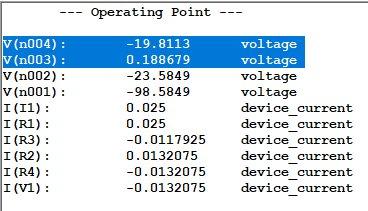 --- Operating Point ---
V(n004): -19.8113 voltage
V(n003): 0.188679 voltage
V(n002): -23.5849 voltage
V(n001): -98.5849 voltage
I(I1): 0.025 device_current
I(R1): 0.025 device_current
I(R3): -0.0117925 device_current
I(R2): 0.0132075 device_current
I(R4): -0.0132075 device_current
I(V1): -0.0132075 device_current